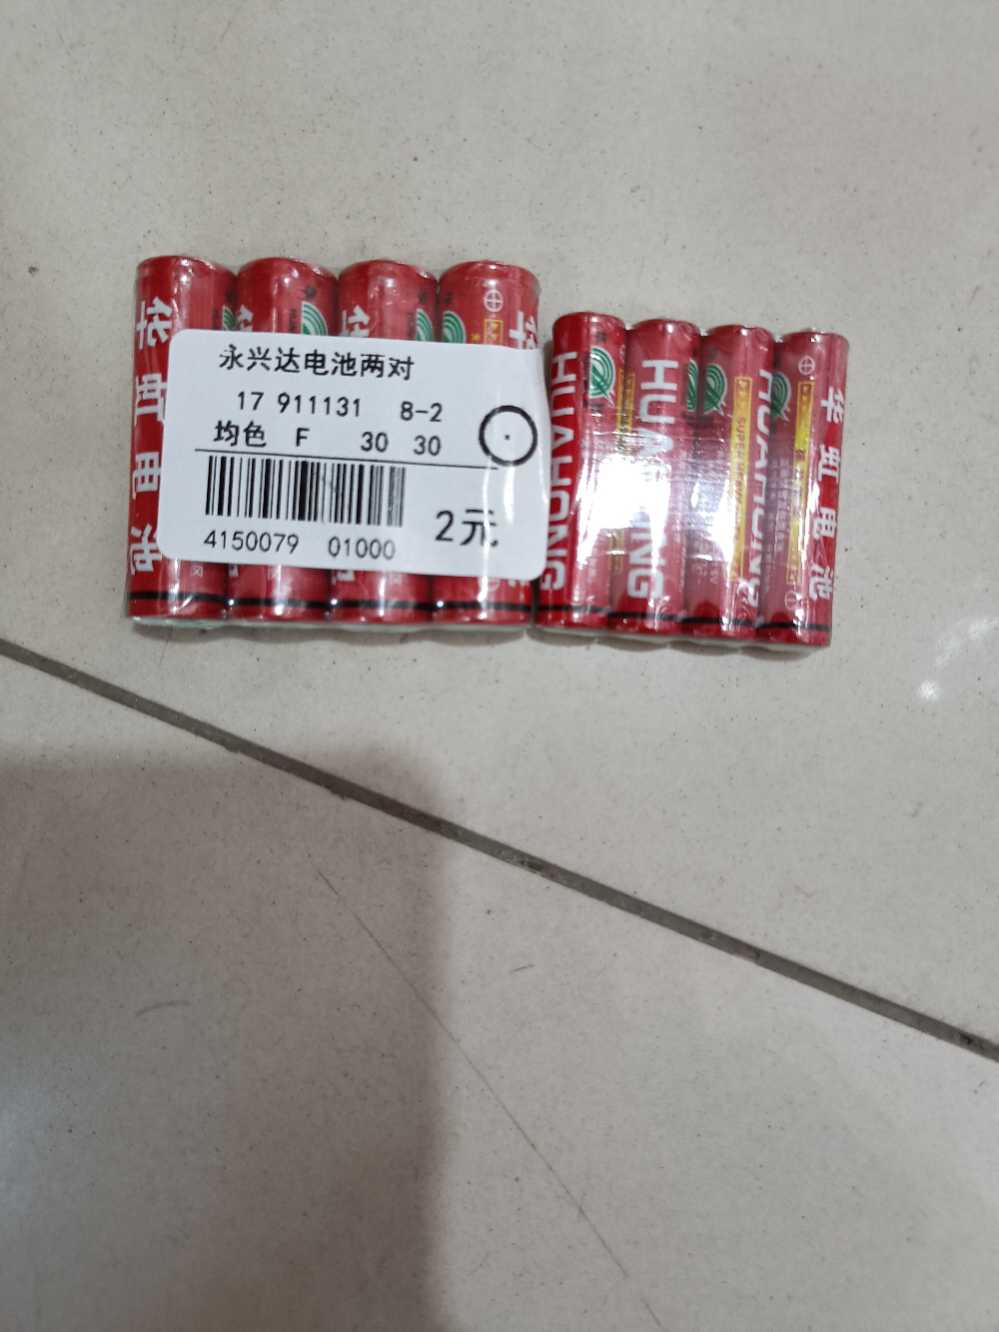 永兴达电池两对
17 911131 8-2
均色 F 30 30
4150079 01000
2元
华虹电池
HUAHONG
HUAHONG
HUAHONG
SUPER
华虹电池